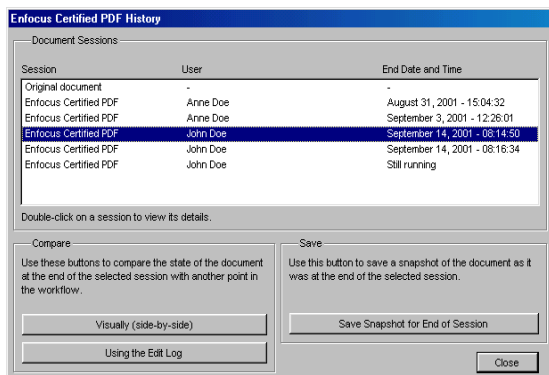 Enfocus Certified PDF History
Document Sessions
Session User End Date and Time
Original document - -
Enfocus Certified PDF Anne Doe August 31, 2001 - 15:04:32
Enfocus Certified PDF Anne Doe September 3, 2001 - 12:26:01
Enfocus Certified PDF John Doe September 14, 2001 - 08:14:50
Enfocus Certified PDF John Doe September 14, 2001 - 08:16:34
Enfocus Certified PDF John Doe Still running
Double-click on a session to view its details.
Compare
Use these buttons to compare the state of the document
at the end of the selected session with another point in
the workflow.
Visually (side-by-side)
Using the Edit Log
Save
Use this button to save a snapshot of the document as it
was at the end of the selected session.
Save Snapshot for End of Session
Close